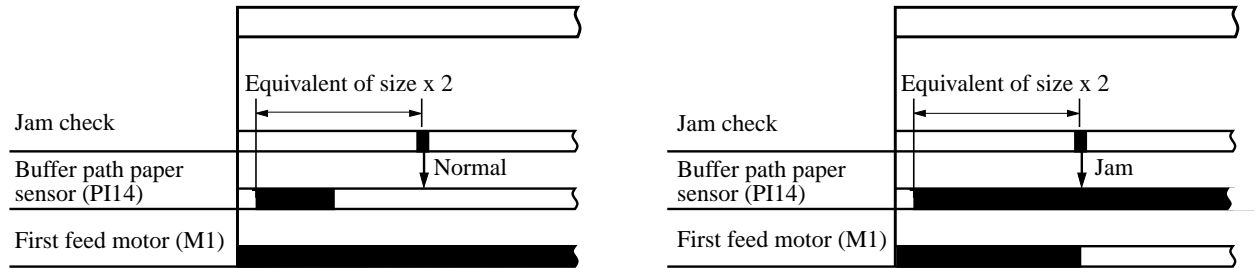 Equivalent of size x 2
Jam check
Normal
Buffer path paper
sensor (PI14)
First feed motor (M1)
Equivalent of size x 2
Jam check
Jam
Buffer path paper
sensor (PI14)
First feed motor (M1)